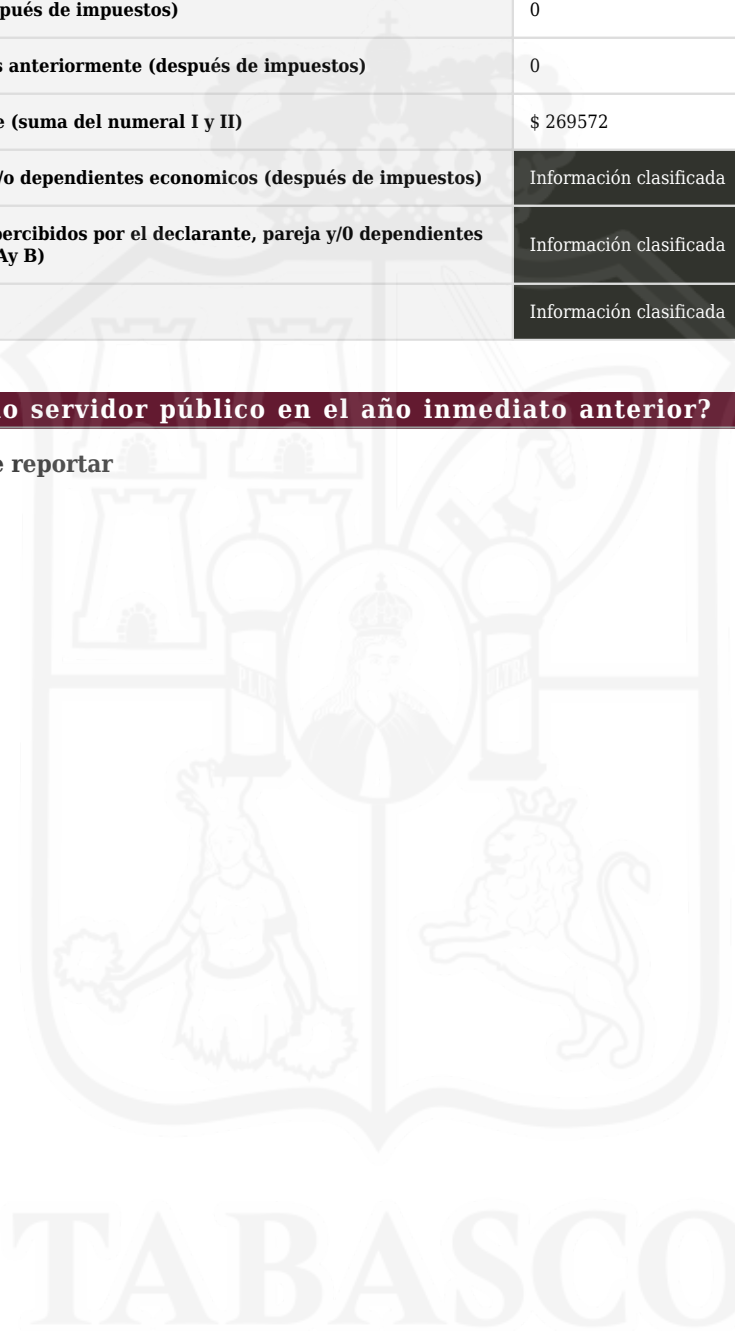 pués de impuestos)
0
s anteriormente (después de impuestos)
0
e (suma del numeral I y II)
$ 269572
/o dependientes economicos (después de impuestos)
Información clasificada
percibidos por el declarante, pareja y/0 dependientes
Ay B)
Información clasificada
Información clasificada
o servidor público en el año inmediato anterior?
e reportar
PLUS
ULTRA
TABASCO